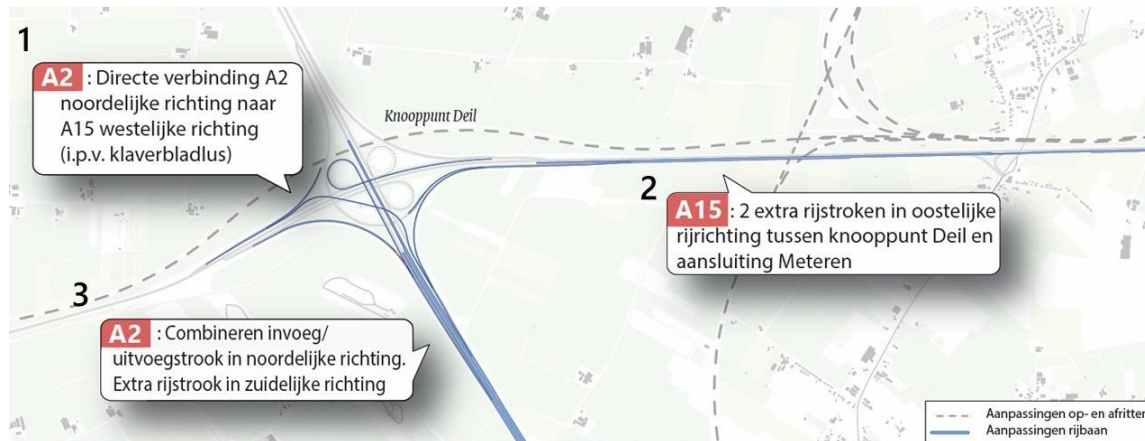 1
A2 : Directe verbinding A2
noordelijke richting naar
A15 westelijke richting
(i.p.v. klaverbladlus)
Knooppunt Deil
2
A15 : 2 extra rijstroken in oostelijke
rijrichting tussen knooppunt Deil en
aansluiting Meteren
3
A2 : Combineren invoeg/
uitvoegstrook in noordelijke richting.
Extra rijstrook in zuidelijke richting
Aanpassingen op- en afritten
Aanpassingen rijbaan